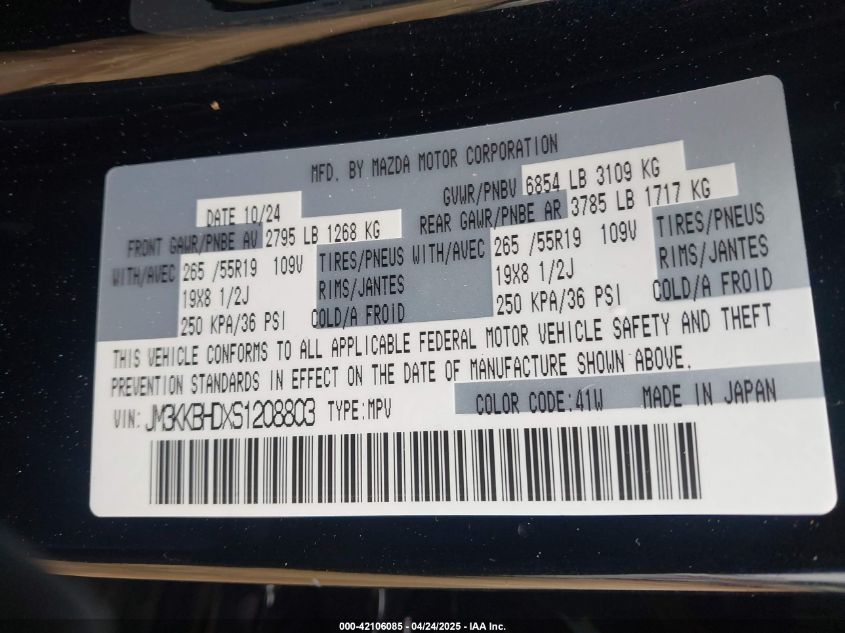 MFD. BY MAZDA MOTOR CORPORATION
DATE 10/24 GVWR/PNBV 6854 LB 3109 KG
FRONT GAWR/PNBE AV 2795 LB 1268 KG REAR GAWR/PNBE AR 3785 LB 1717 KG
WITH/AVEC 265 /55R19 109V TIRES/PNEUS WITH/AVEC 265 /55R19 109V TIRES/PNEUS
19X8 1/2J RIMS/JANTES 19X8 1/2J RIMS/JANTES
250 KPA/36 PSI COLD/A FROID 250 KPA/36 PSI COLD/A FROID
THIS VEHICLE CONFORMS TO ALL APPLICABLE FEDERAL MOTOR VEHICLE SAFETY AND THEFT
PREVENTION STANDARDS IN EFFECT ON THE DATE OF MANUFACTURE SHOWN ABOVE.
VIN: JM3KKBHDXS1208803 TYPE:MPV COLOR CODE:41W MADE IN JAPAN
000-42106085 - 04/24/2025 - IAA Inc.